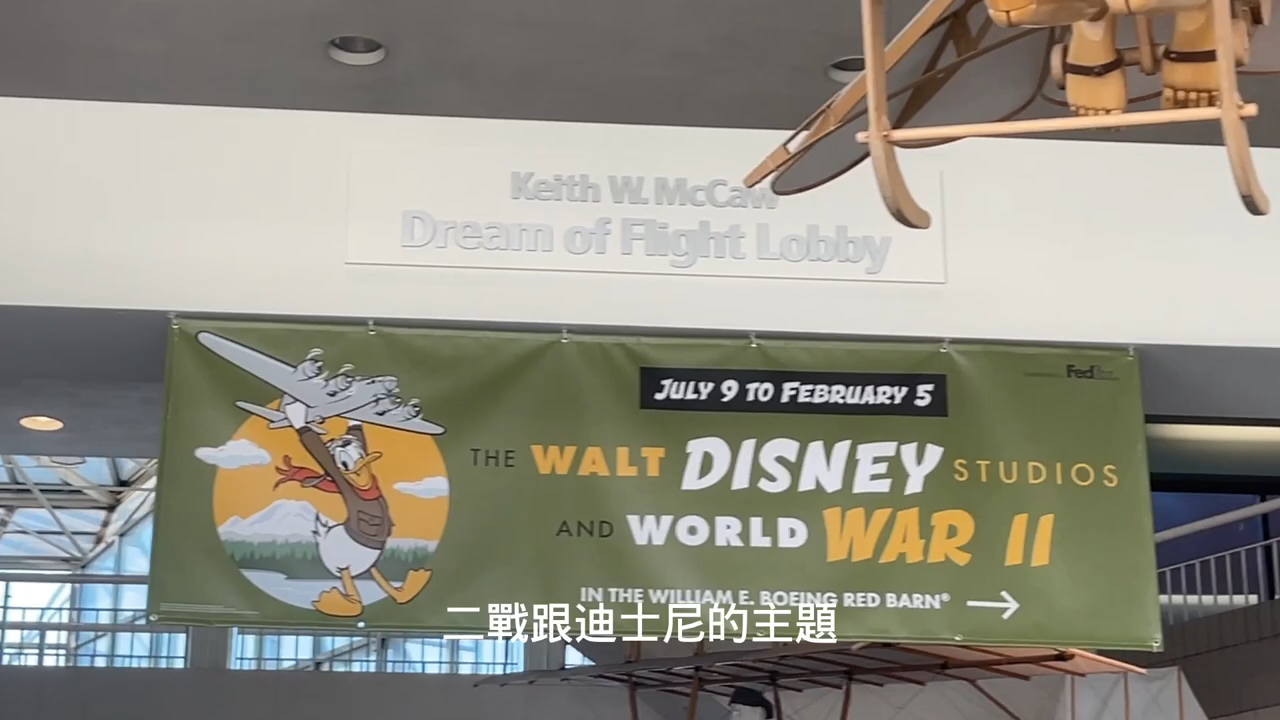 Keith W. McCaw
Dream of Flight Lobby
FedEx
JULY 9 TO FEBRUARY 5
THE WALT DISNEY STUDIOS
AND WORLD WAR II
IN THE WILLIAM E. BOEING RED BARN®
二戰跟迪士尼的主題